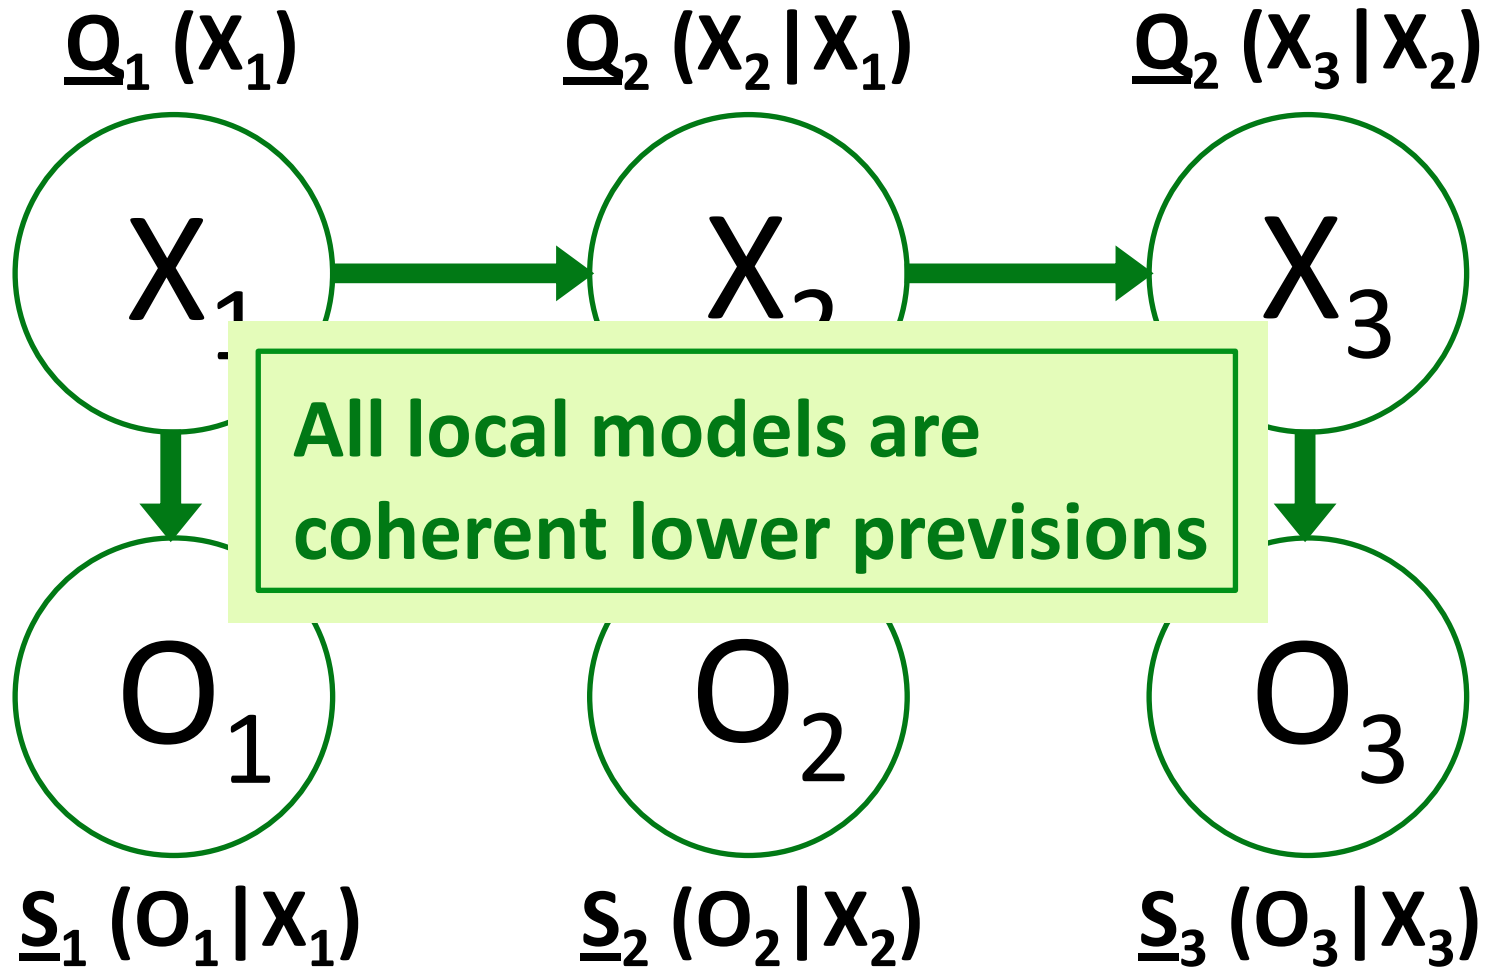 Q₁ (X₁) Q₂ (X₂|X₁) Q₂ (X₃|X₂)
X₁ X₂ X₃
All local models are
coherent lower previsions
O₁ O₂ O₃
S₁ (O₁|X₁) S₂ (O₂|X₂) S₃ (O₃|X₃)